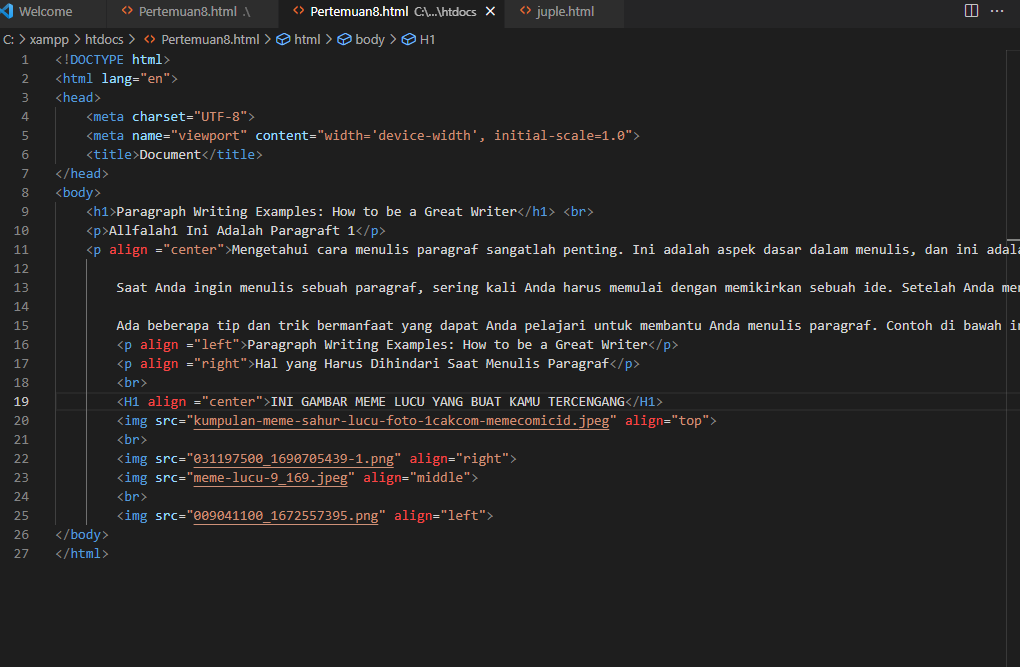 Welcome
Pertemuan8.html .\
Pertemuan8.html C:\...\htdocs
juple.html
C: > xampp > htdocs > Pertemuan8.html > html > body > H1
1 <!DOCTYPE html>
2 <html lang="en">
3 <head>
4 <meta charset="UTF-8">
5 <meta name="viewport" content="width='device-width', initial-scale=1.0">
6 <title>Document</title>
7 </head>
8 <body>
9 <h1>Paragraph Writing Examples: How to be a Great Writer</h1> <br>
10 <p>Allfalah1 Ini Adalah Paragraft 1</p>
11 <p align ="center">Mengetahui cara menulis paragraf sangatlah penting. Ini adalah aspek dasar dalam menulis, dan ini adala
12
13 Saat Anda ingin menulis sebuah paragraf, sering kali Anda harus memulai dengan memikirkan sebuah ide. Setelah Anda mem
14
15 Ada beberapa tip dan trik bermanfaat yang dapat Anda pelajari untuk membantu Anda menulis paragraf. Contoh di bawah in
16 <p align ="left">Paragraph Writing Examples: How to be a Great Writer</p>
17 <p align ="right">Hal yang Harus Dihindari Saat Menulis Paragraf</p>
18 <br>
19 <H1 align ="center">INI GAMBAR MEME LUCU YANG BUAT KAMU TERCENGANG</H1>
20 <img src="kumpulan-meme-sahur-lucu-foto-1cakcom-memecomicid.jpeg" align="top">
21 <br>
22 <img src="031197500_1690705439-1.png" align="right">
23 <img src="meme-lucu-9_169.jpeg" align="middle">
24 <br>
25 <img src="009041100_1672557395.png" align="left">
26 </body>
27 </html>